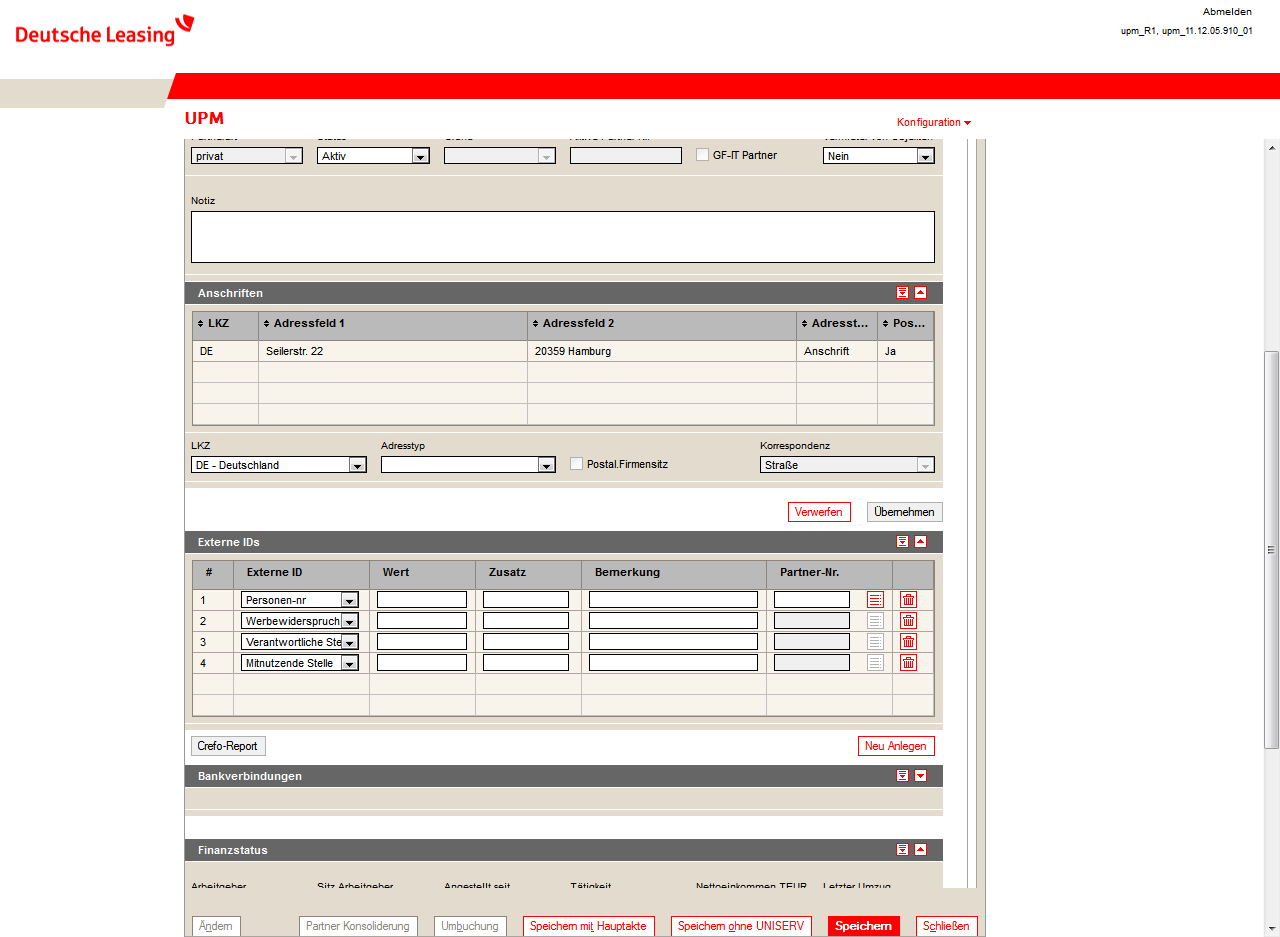 Deutsche Leasing
Abmelden
upm_R1, upm_11.12.05.910_01
UPM
Konfiguration
privat Aktiv GF-IT Partner Nein
Notiz
Anschriften
LKZ Adressfeld 1 Adressfeld 2 Adresst... Pos...
DE Seilerstr. 22 20359 Hamburg Anschrift Ja
LKZ Adresstyp Korrespondenz
DE - Deutschland Postal.Firmensitz Straße
Verwerfen Übernehmen
Externe IDs
# Externe ID Wert Zusatz Bemerkung Partner-Nr.
1 Personen-nr
2 Werbewiderspruch
3 Verantwortliche Ste
4 Mitnutzende Stelle
Crefo-Report Neu Anlegen
Bankverbindungen
Finanzstatus
Arbeitgeber Sitz Arbeitgeber Angestellt seit Tätigkeit Nettoeinkommen TEUR Letzter Umzug
Ändern Partner Konsolidierung Umbuchung Speichern mit Hauptakte Speichern ohne UNISERV Speichern Schließen